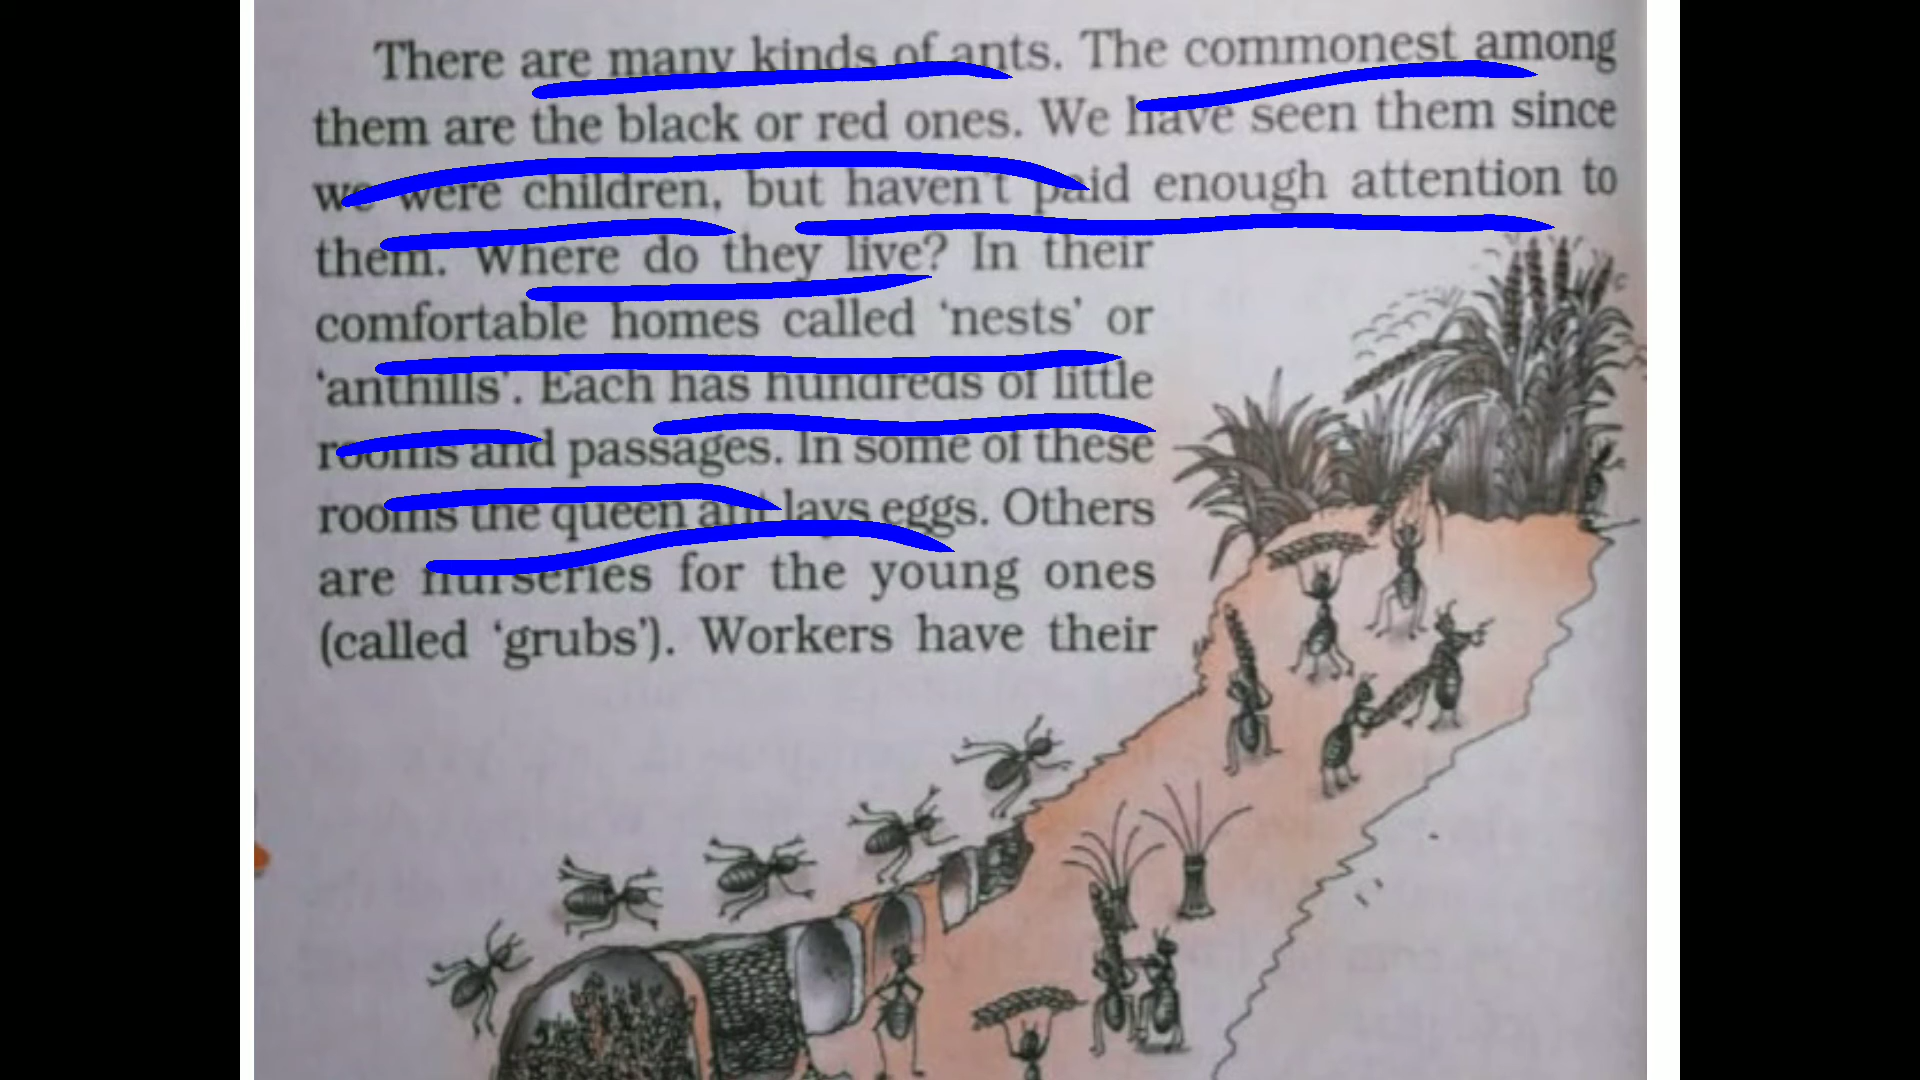 There are many kinds of ants. The commonest among
them are the black or red ones. We have seen them since
we were children, but haven't paid enough attention to
them. Where do they live? In their
comfortable homes called ‘nests’ or
‘anthills’. Each has hundreds of little
rooms and passages. In some of these
rooms the queen ant lays eggs. Others
are nurseries for the young ones
(called ‘grubs’). Workers have their